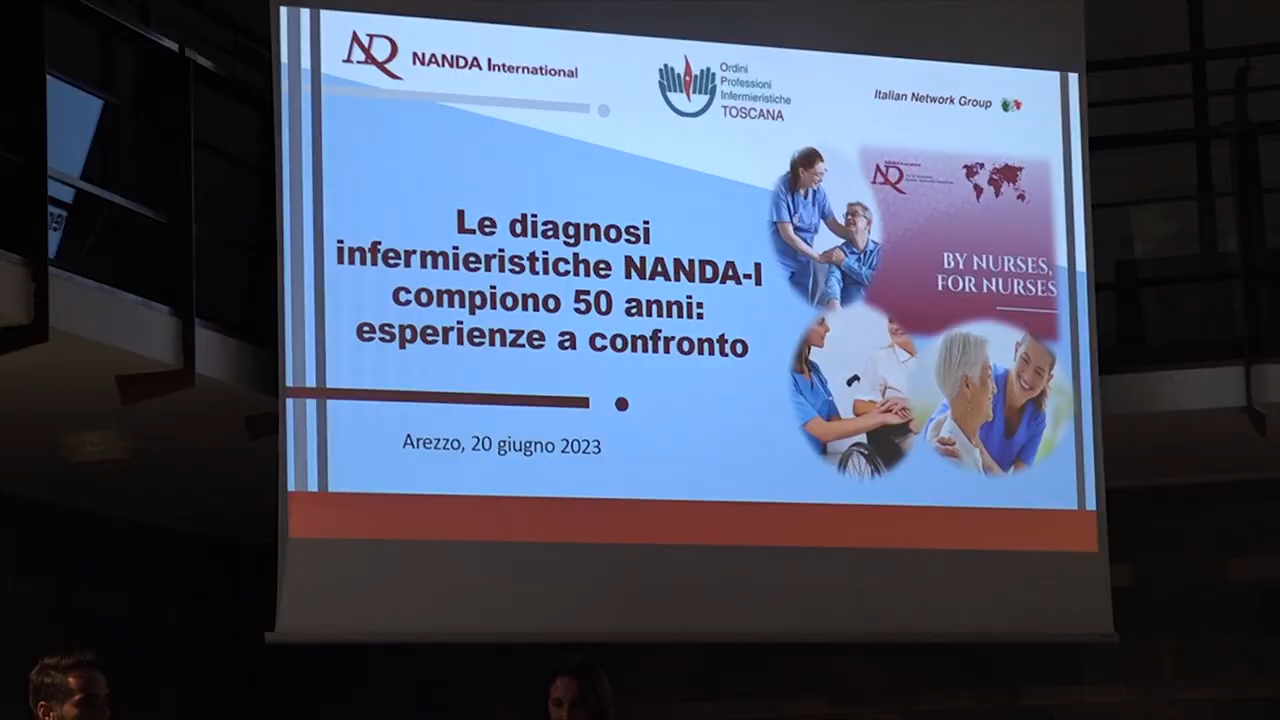 NANDA International
Ordini
Professioni
Infermieristiche
TOSCANA
Italian Network Group
Le diagnosi
infermieristiche NANDA-I
compiono 50 anni:
esperienze a confronto
BY NURSES,
FOR NURSES
Arezzo, 20 giugno 2023